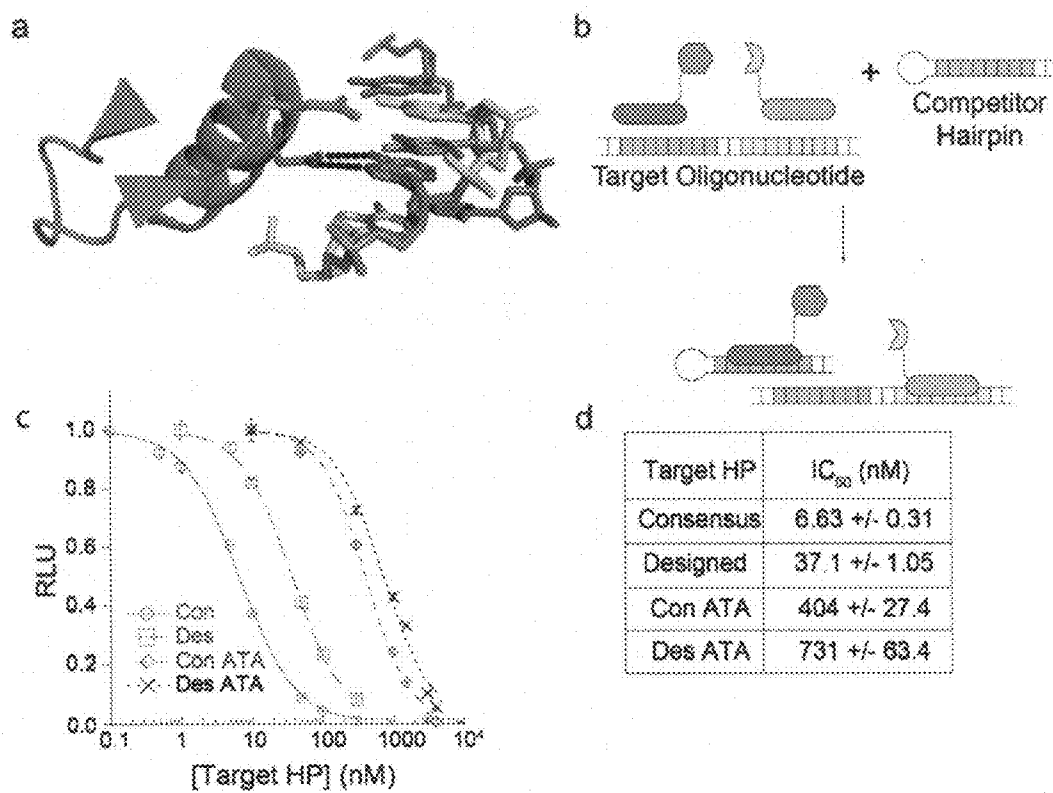 a
b
+
Competitor
Hairpin
Target Oligonucleotide
c
1.0
0.8
0.6
0.4
0.2
0.0
RLU
Con
Des
Con ATA
Des ATA
0.1
1
10
100
1000
10⁴
[Target HP] (nM)
d
Target HP IC₅₀ (nM)
Consensus 6.63 +/- 0.31
Designed 37.1 +/- 1.05
Con ATA 404 +/- 27.4
Des ATA 731 +/- 63.4